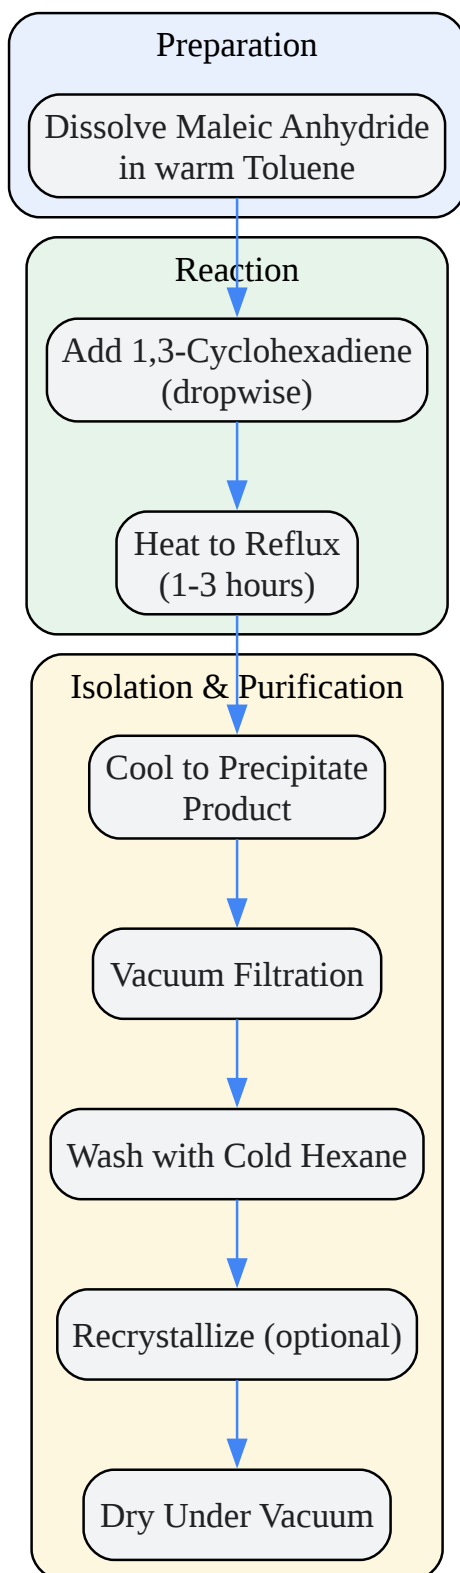 Preparation
Dissolve Maleic Anhydride
in warm Toluene
Reaction
Add 1,3-Cyclohexadiene
(dropwise)
Heat to Reflux
(1-3 hours)
Isolation & Purification
Cool to Precipitate
Product
Vacuum Filtration
Wash with Cold Hexane
Recrystallize (optional)
Dry Under Vacuum